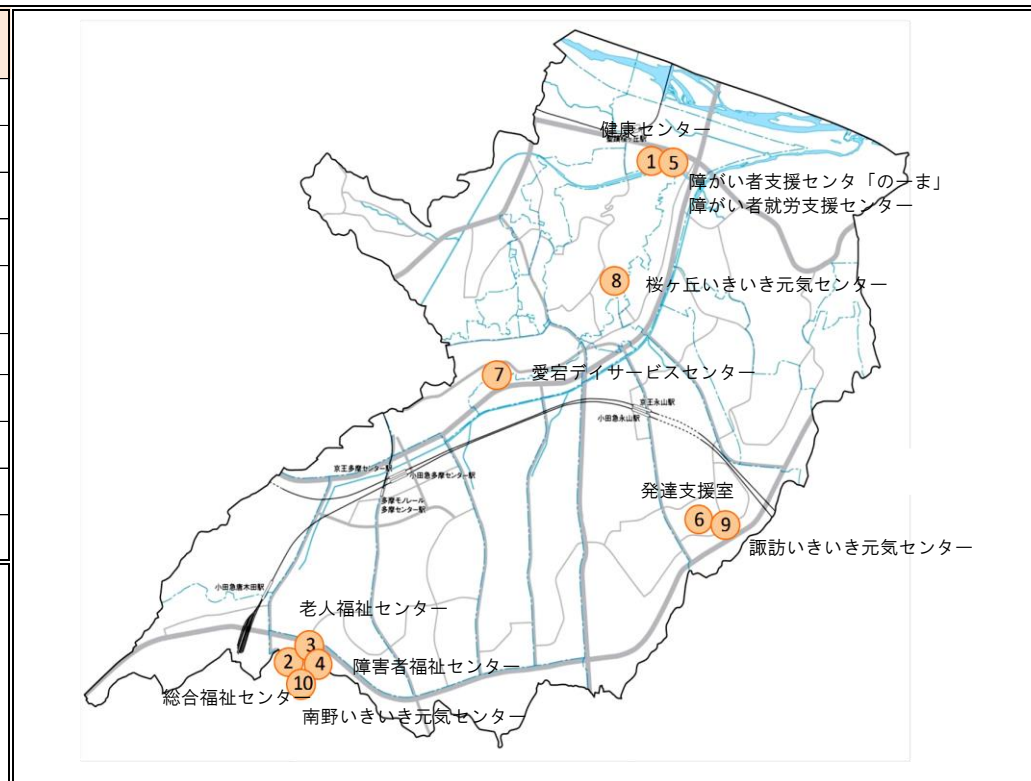 健康センター
聖蹟桜ヶ丘駅
1
5
障がい者支援センタ「のーま」
障がい者就労支援センター
8
桜ヶ丘いきいき元気センター
7
愛宕デイサービスセンター
京王永山駅
小田急永山駅
京王多摩センター駅
小田急多摩センター駅
多摩モノレール
多摩センター駅
発達支援室
6
9
諏訪いきいき元気センター
小田急唐木田駅
老人福祉センター
3
2
4
障害者福祉センター
10
総合福祉センター
南野いきいき元気センター